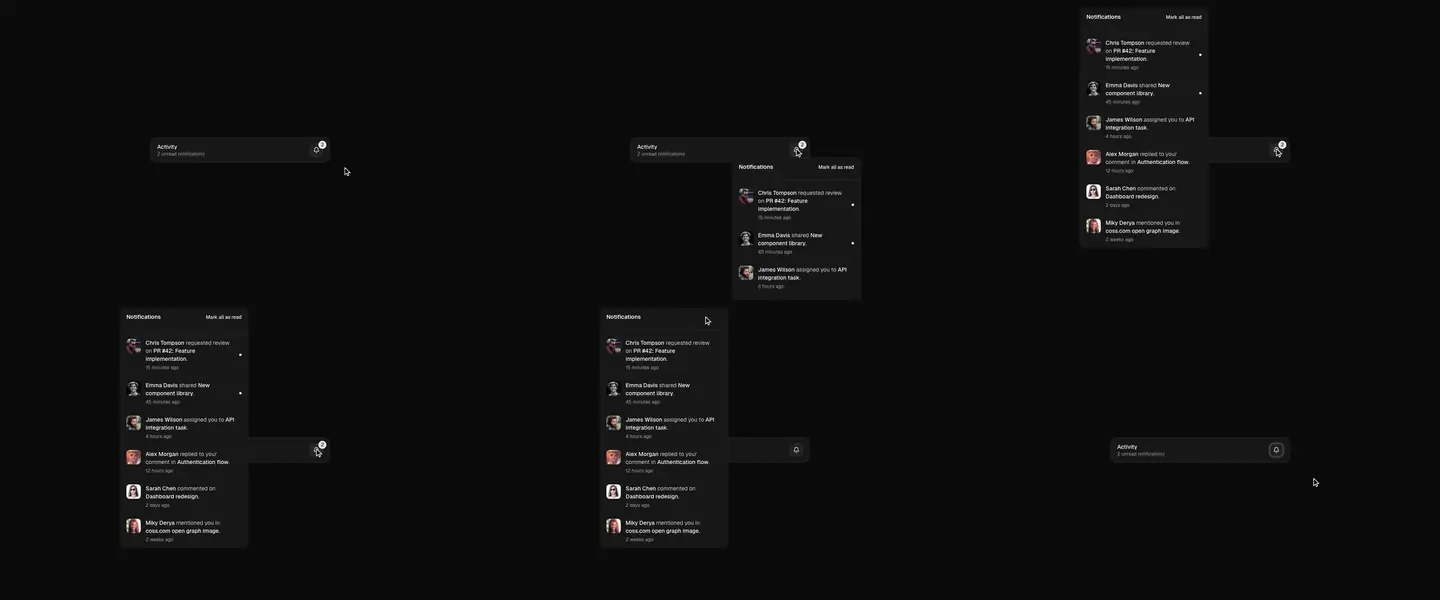 Activity
2 unread notifications
2
Activity
2 unread notifications
2
Notifications
Mark all as read
Chris Tompson requested review
on PR #42: Feature
implementation.
15 minutes ago
Emma Davis shared New
component library.
45 minutes ago
James Wilson assigned you to API
integration task.
4 hours ago
Notifications
Mark all as read
Chris Tompson requested review
on PR #42: Feature
implementation.
15 minutes ago
Emma Davis shared New
component library.
45 minutes ago
James Wilson assigned you to API
integration task.
4 hours ago
Alex Morgan replied to your
comment in Authentication flow.
12 hours ago
Sarah Chen commented on
Dashboard redesign.
2 days ago
Miky Derya mentioned you in
coss.com open graph image.
2 weeks ago
2
Notifications
Mark all as read
Chris Tompson requested review
on PR #42: Feature
implementation.
15 minutes ago
Emma Davis shared New
component library.
45 minutes ago
James Wilson assigned you to API
integration task.
4 hours ago
Alex Morgan replied to your
comment in Authentication flow.
12 hours ago
Sarah Chen commented on
Dashboard redesign.
2 days ago
Miky Derya mentioned you in
coss.com open graph image.
2 weeks ago
2
Notifications
Chris Tompson requested review
on PR #42: Feature
implementation.
15 minutes ago
Emma Davis shared New
component library.
45 minutes ago
James Wilson assigned you to API
integration task.
4 hours ago
Alex Morgan replied to your
comment in Authentication flow.
12 hours ago
Sarah Chen commented on
Dashboard redesign.
2 days ago
Miky Derya mentioned you in
coss.com open graph image.
2 weeks ago
Activity
2 unread notifications